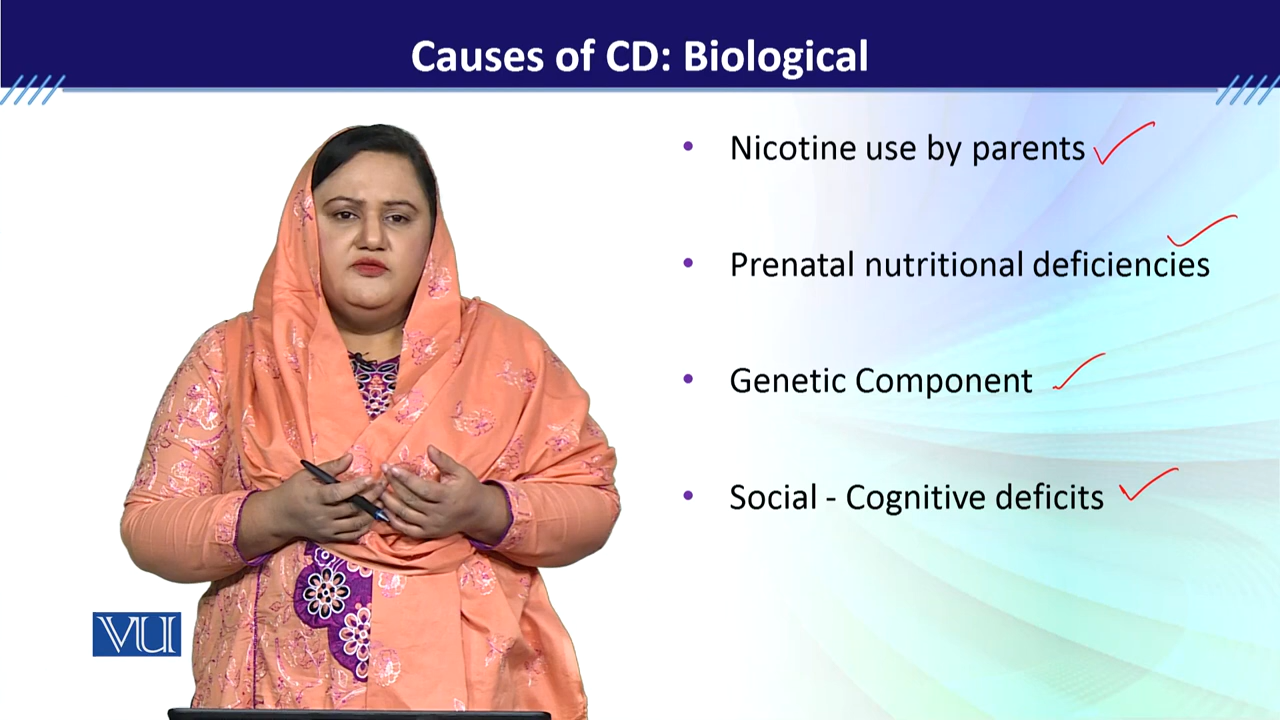 Causes of CD: Biological
• Nicotine use by parents
• Prenatal nutritional deficiencies
• Genetic Component
• Social - Cognitive deficits
VU